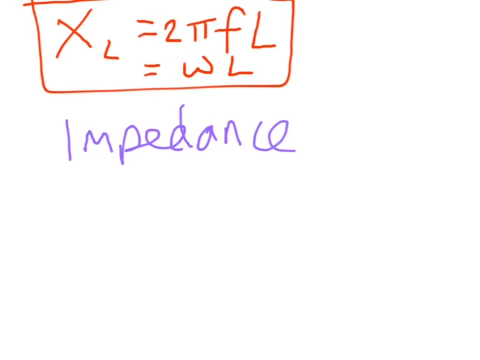 X_L = 2πfL
= ωL
Impedance